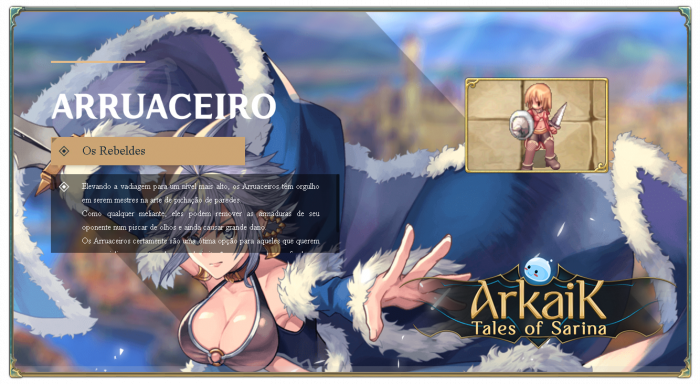 ARRUACEIRO
Os Rebeldes
Elevando a vadiagem para um nível mais alto, os Arruaceiros têm orgulho
em serem mestres na arte de pichação de paredes.
Como qualquer meliante, eles podem remover as armaduras de seu
oponente num piscar de olhos e ainda causar grande dano.
Os Arruaceiros certamente são uma ótima opção para aqueles que querem
ArkaiK
Tales of Sarina